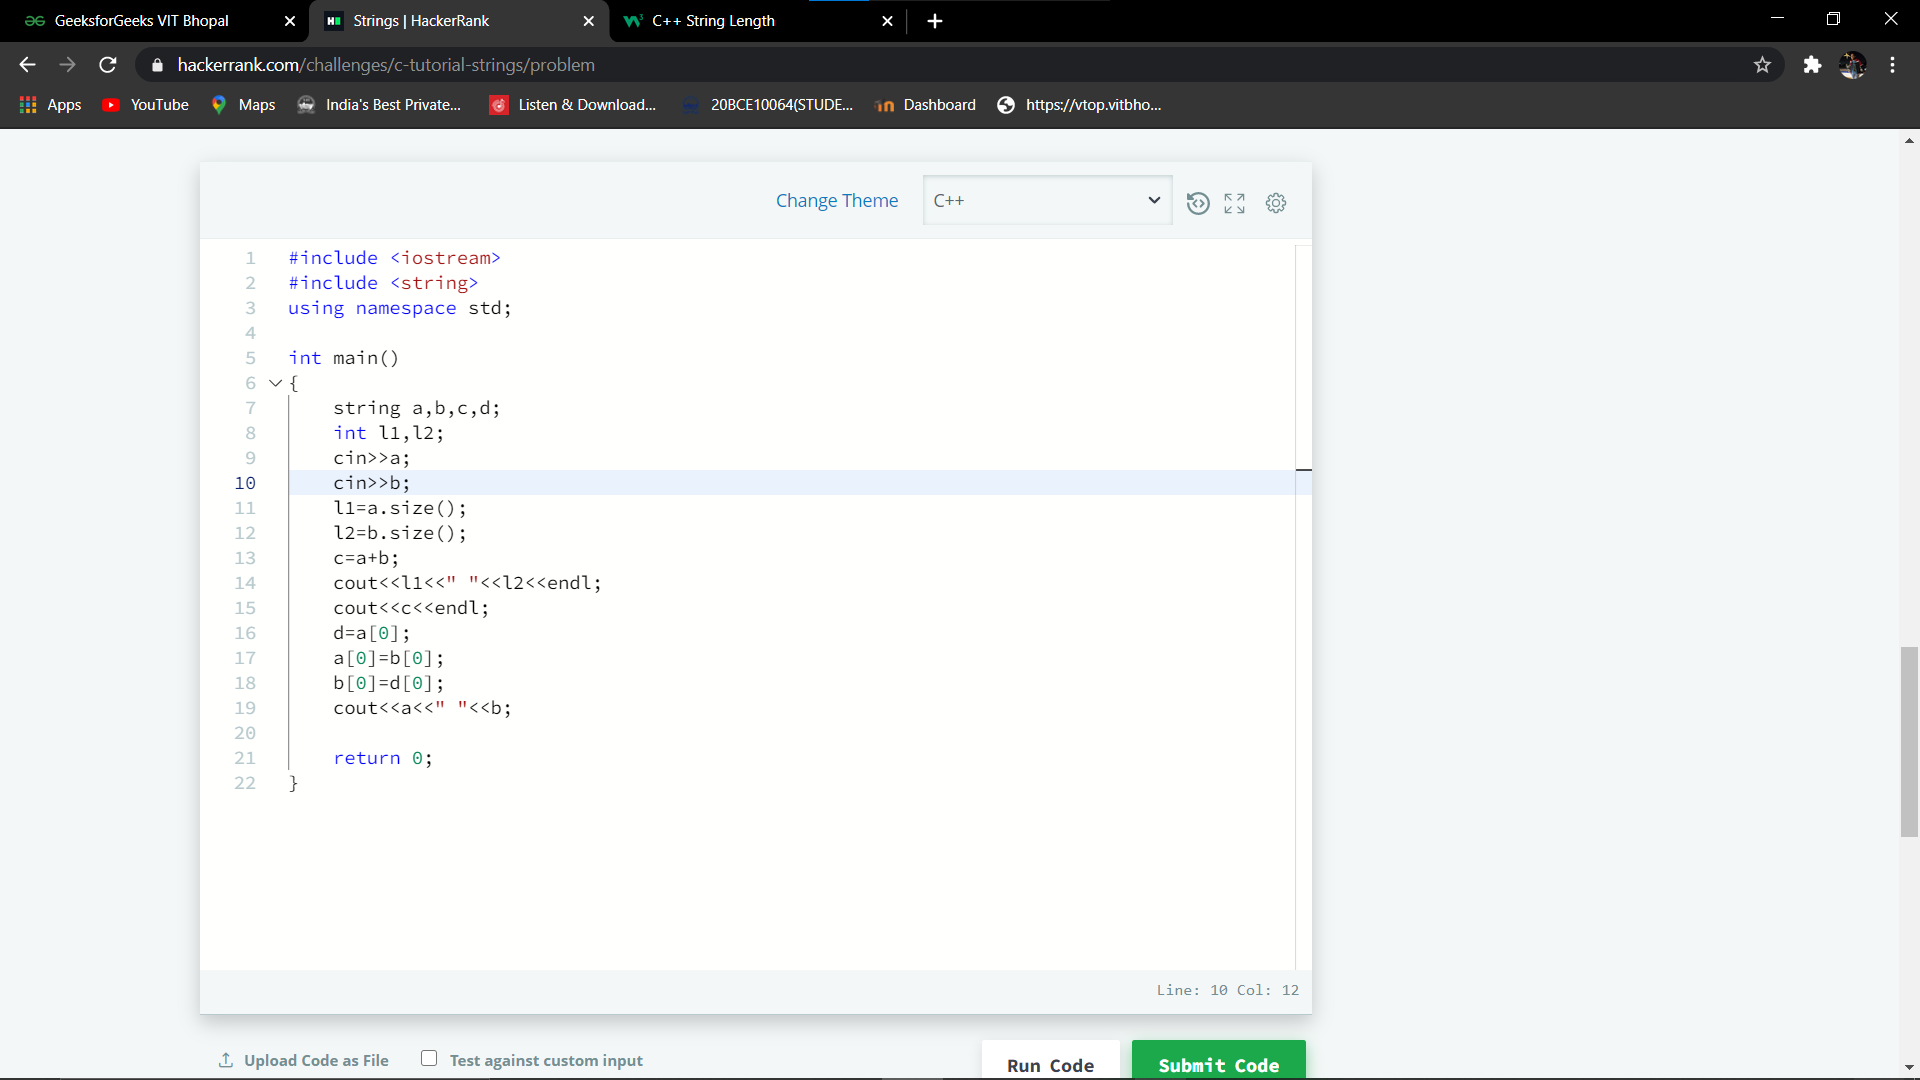 GeeksforGeeks VIT Bhopal
Strings | HackerRank
C++ String Length
hackerrank.com/challenges/c-tutorial-strings/problem
Apps
YouTube
Maps
India's Best Private...
Listen & Download...
20BCE10064(STUDE...
Dashboard
https://vtop.vitbho...
Change Theme
C++
1 #include <iostream>
2 #include <string>
3 using namespace std;
4
5 int main()
6 {
7 string a,b,c,d;
8 int l1,l2;
9 cin>>a;
10 cin>>b;
11 l1=a.size();
12 l2=b.size();
13 c=a+b;
14 cout<<l1<<" "<<l2<<endl;
15 cout<<c<<endl;
16 d=a[0];
17 a[0]=b[0];
18 b[0]=d[0];
19 cout<<a<<" "<<b;
20
21 return 0;
22 }
Line: 10 Col: 12
Upload Code as File
Test against custom input
Run Code
Submit Code